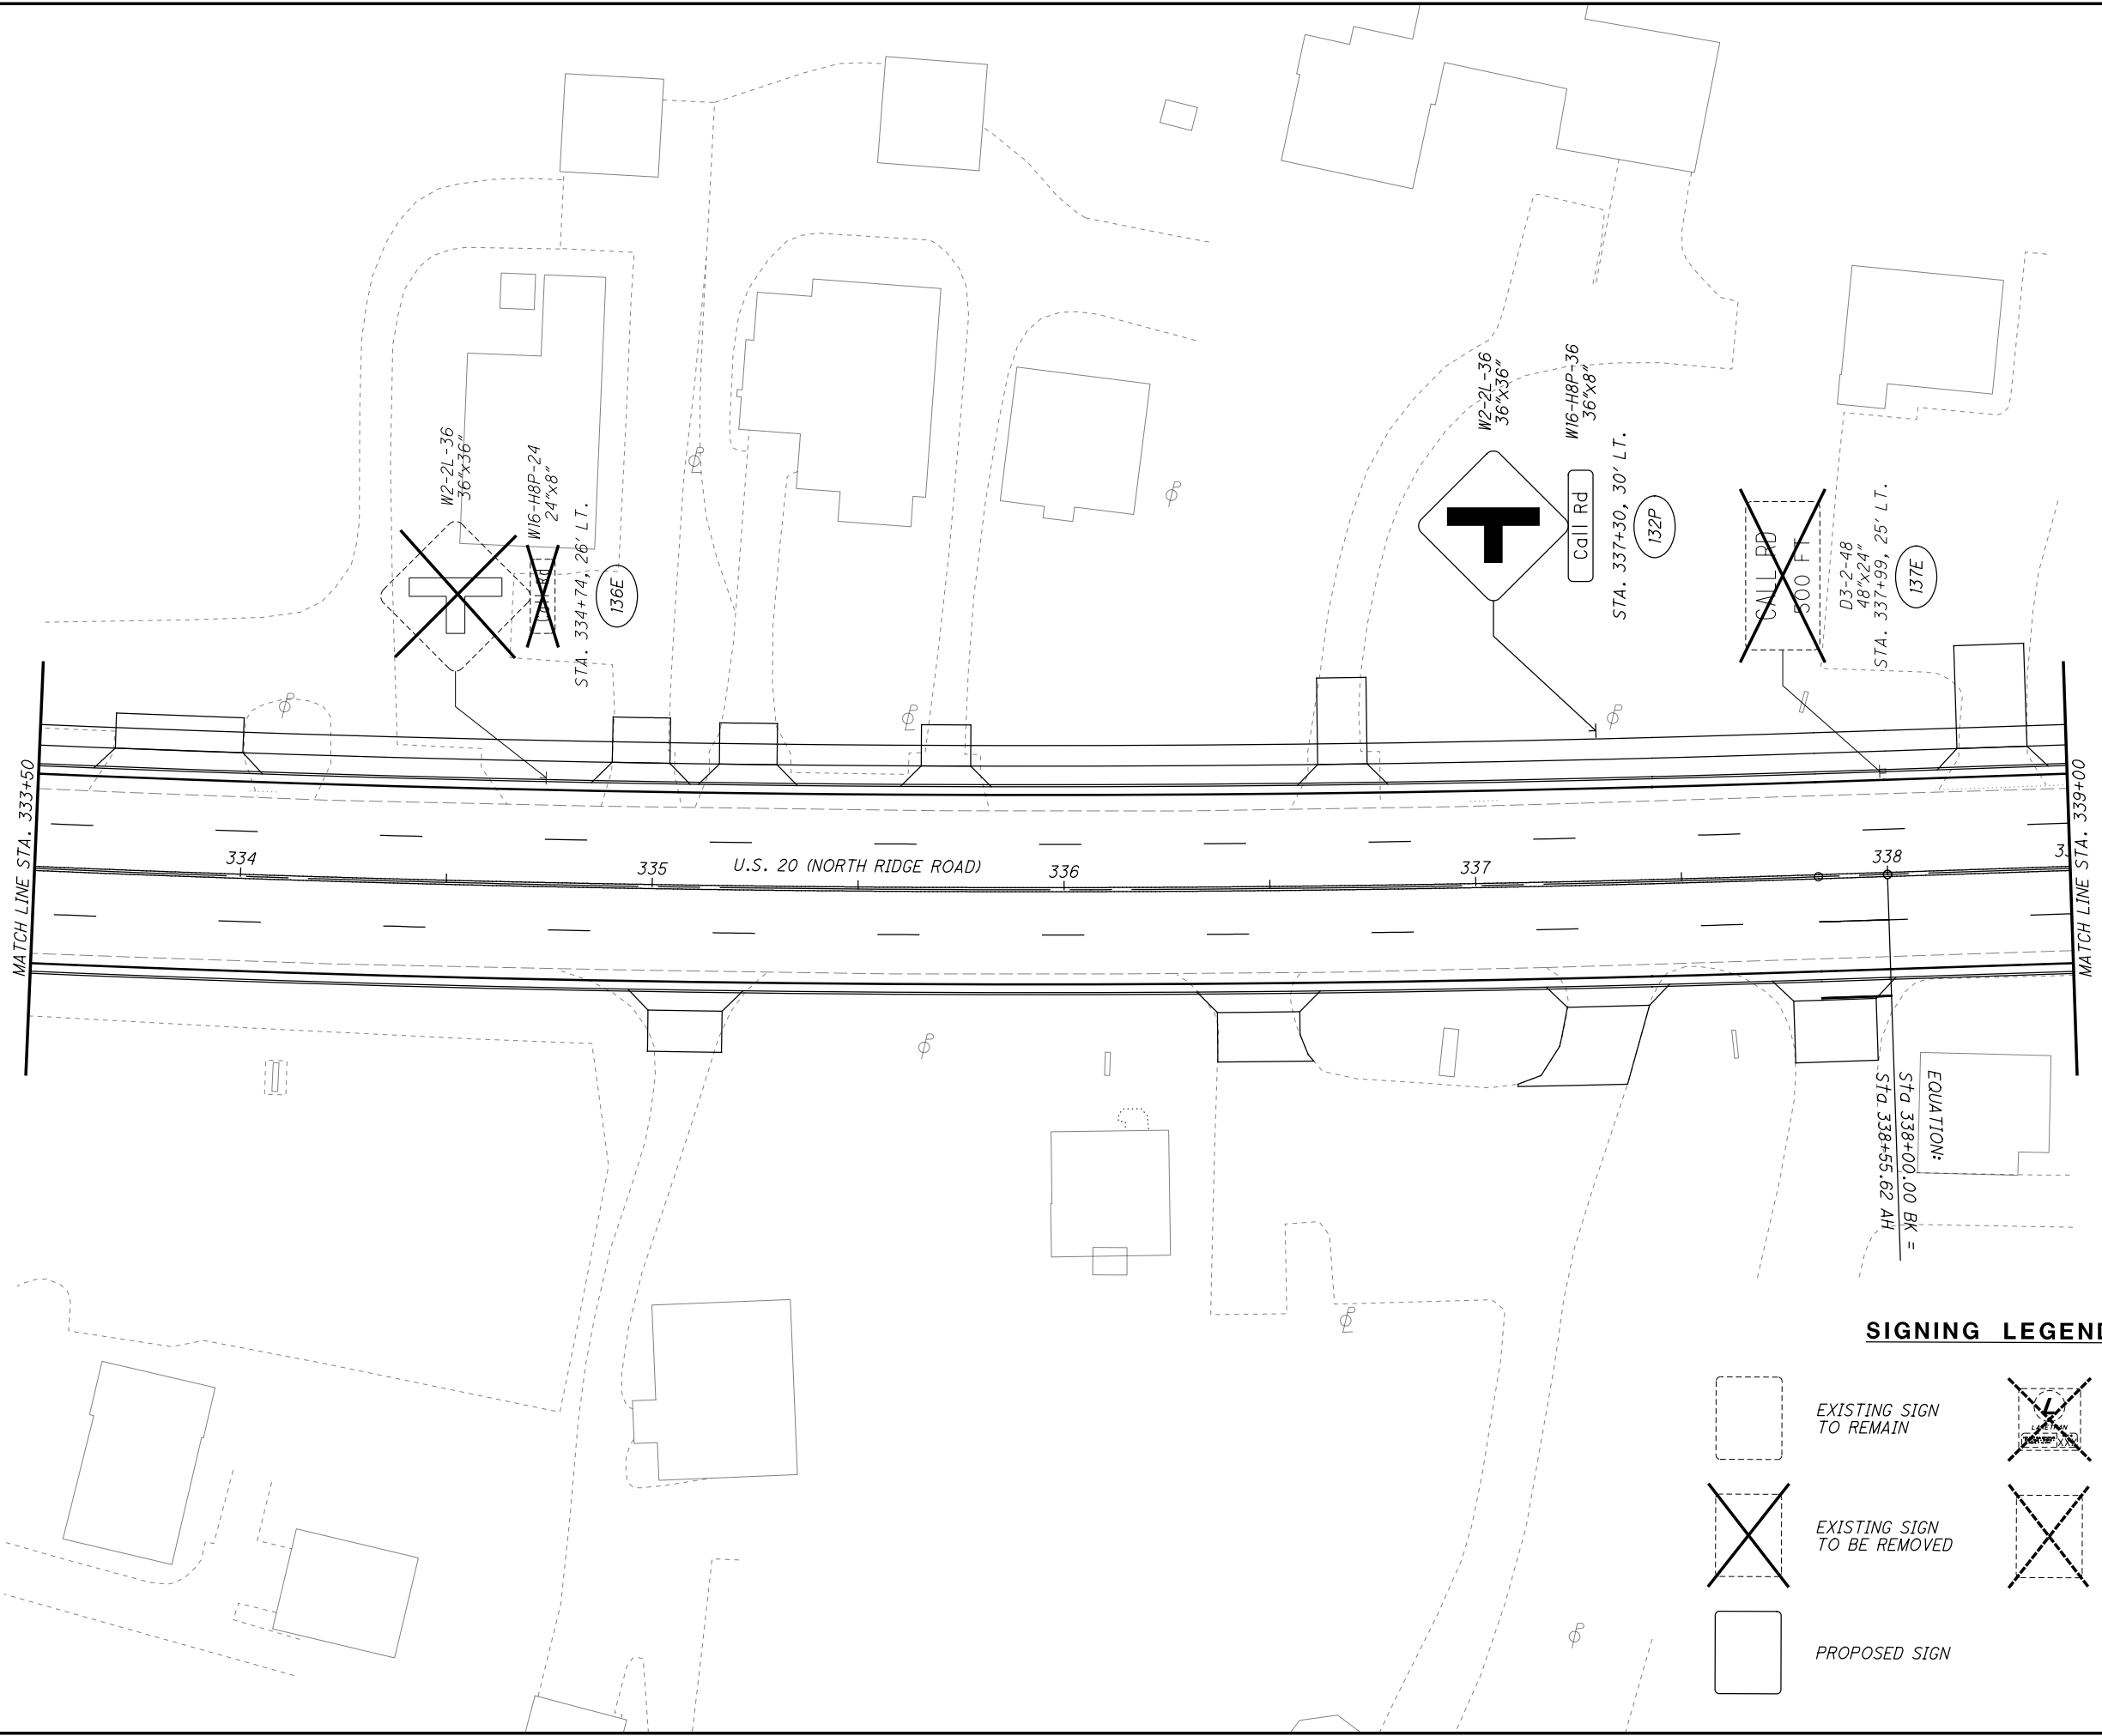 W2-2L-36
36"x36"
W16-H8P-24
24"x8"
STA. 334+74, 26' LT.
136E
W2-2L-36
36"x36"
W16-H8P-36
36"x8"
Call Rd
STA. 337+30, 30' LT.
132P
CALL RD
500 FT
D3-2-48
48"x24"
STA. 337+99, 25' LT.
137E
MATCH LINE STA. 333+50
334
335
U.S. 20 (NORTH RIDGE ROAD)
336
337
338
MATCH LINE STA. 339+00
EQUATION:
Sta 338+00.00 BK =
Sta 338+55.62 AH
SIGNING LEGEND
EXISTING SIGN
TO REMAIN
EXISTING SIGN
TO BE REMOVED
PROPOSED SIGN